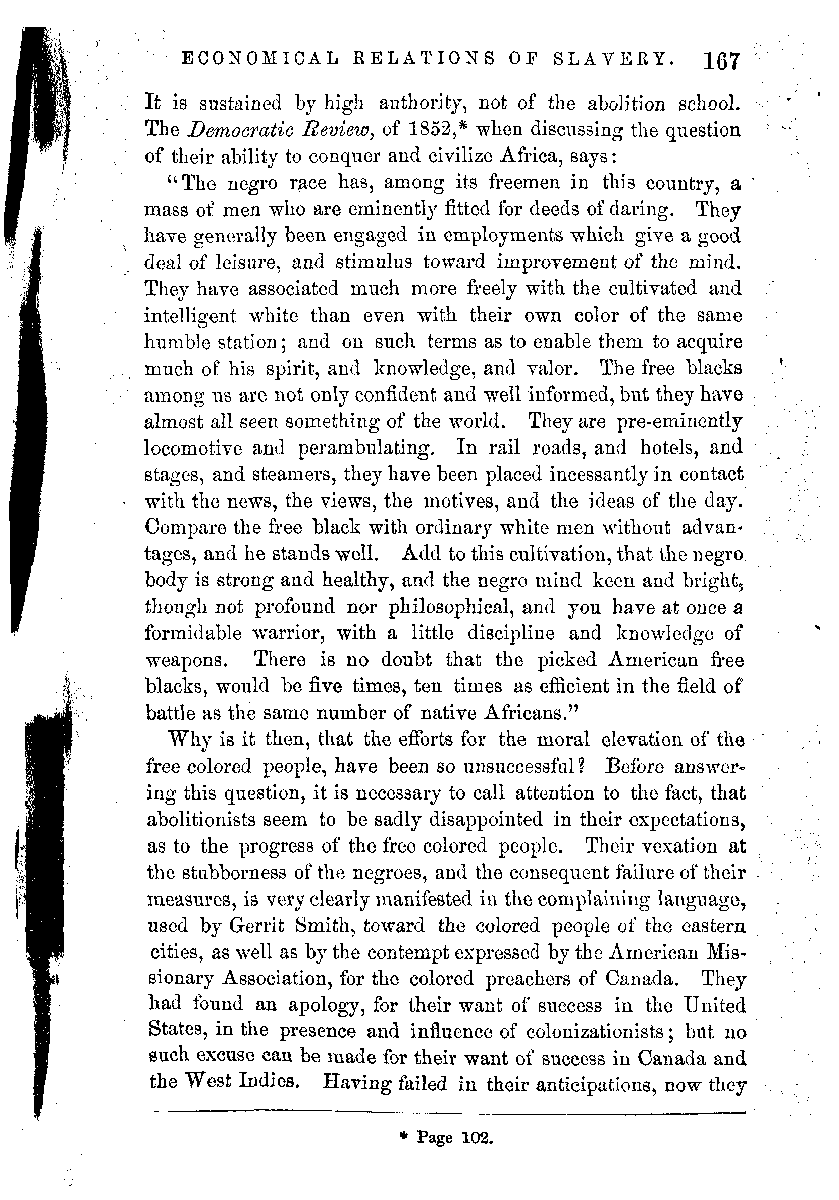 ECONOMICAL RELATIONS OF SLAVERY. 167
It is sustained by high authority, not of the abolition school.
The Democratic Review, of 1852,* when discussing the question
of their ability to conquer and civilize Africa, says:
"The negro race has, among its freemen in this country, a
mass of men who are eminently fitted for deeds of daring. They
have generally been engaged in employments which give a good
deal of leisure, and stimulus toward improvement of the mind.
They have associated much more freely with the cultivated and
intelligent white than even with their own color of the same
humble station; and on such terms as to enable them to acquire
much of his spirit, and knowledge, and valor. The free blacks
among us are not only confident and well informed, but they have
almost all seen something of the world. They are pre-eminently
locomotive and perambulating. In rail roads, and hotels, and
stages, and steamers, they have been placed incessantly in contact
with the news, the views, the motives, and the ideas of the day.
Compare the free black with ordinary white men without advan-
tages, and he stands well. Add to this cultivation, that the negro
body is strong and healthy, and the negro mind keen and bright,
though not profound nor philosophical, and you have at once a
formidable warrior, with a little discipline and knowledge of
weapons. There is no doubt that the picked American free
blacks, would be five times, ten times as efficient in the field of
battle as the same number of native Africans."
Why is it then, that the efforts for the moral elevation of the
free colored people, have been so unsuccessful? Before answer-
ing this question, it is necessary to call attention to the fact, that
abolitionists seem to be sadly disappointed in their expectations,
as to the progress of the free colored people. Their vexation at
the stubborness of the negroes, and the consequent failure of their
measures, is very clearly manifested in the complaining language,
used by Gerrit Smith, toward the colored people of the eastern
cities, as well as by the contempt expressed by the American Mis-
sionary Association, for the colored preachers of Canada. They
had found an apology, for their want of success in the United
States, in the presence and influence of colonizationists; but no
such excuse can be made for their want of success in Canada and
the West Indies. Having failed in their anticipations, now they
* Page 102.